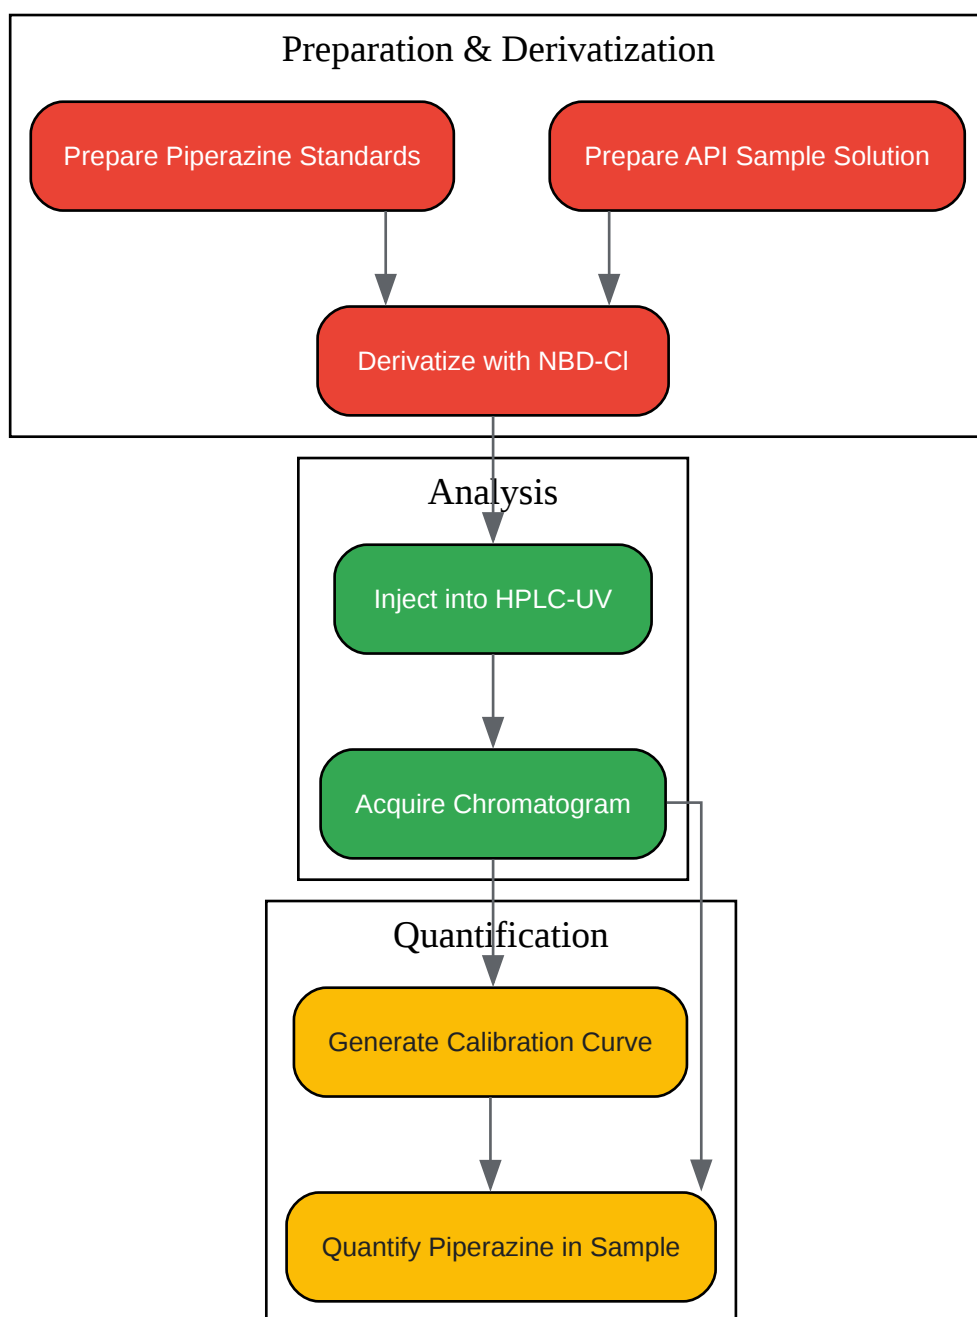 Preparation & Derivatization
Prepare Piperazine Standards
Prepare API Sample Solution
Derivatize with NBD-Cl
Analysis
Inject into HPLC-UV
Acquire Chromatogram
Quantification
Generate Calibration Curve
Quantify Piperazine in Sample